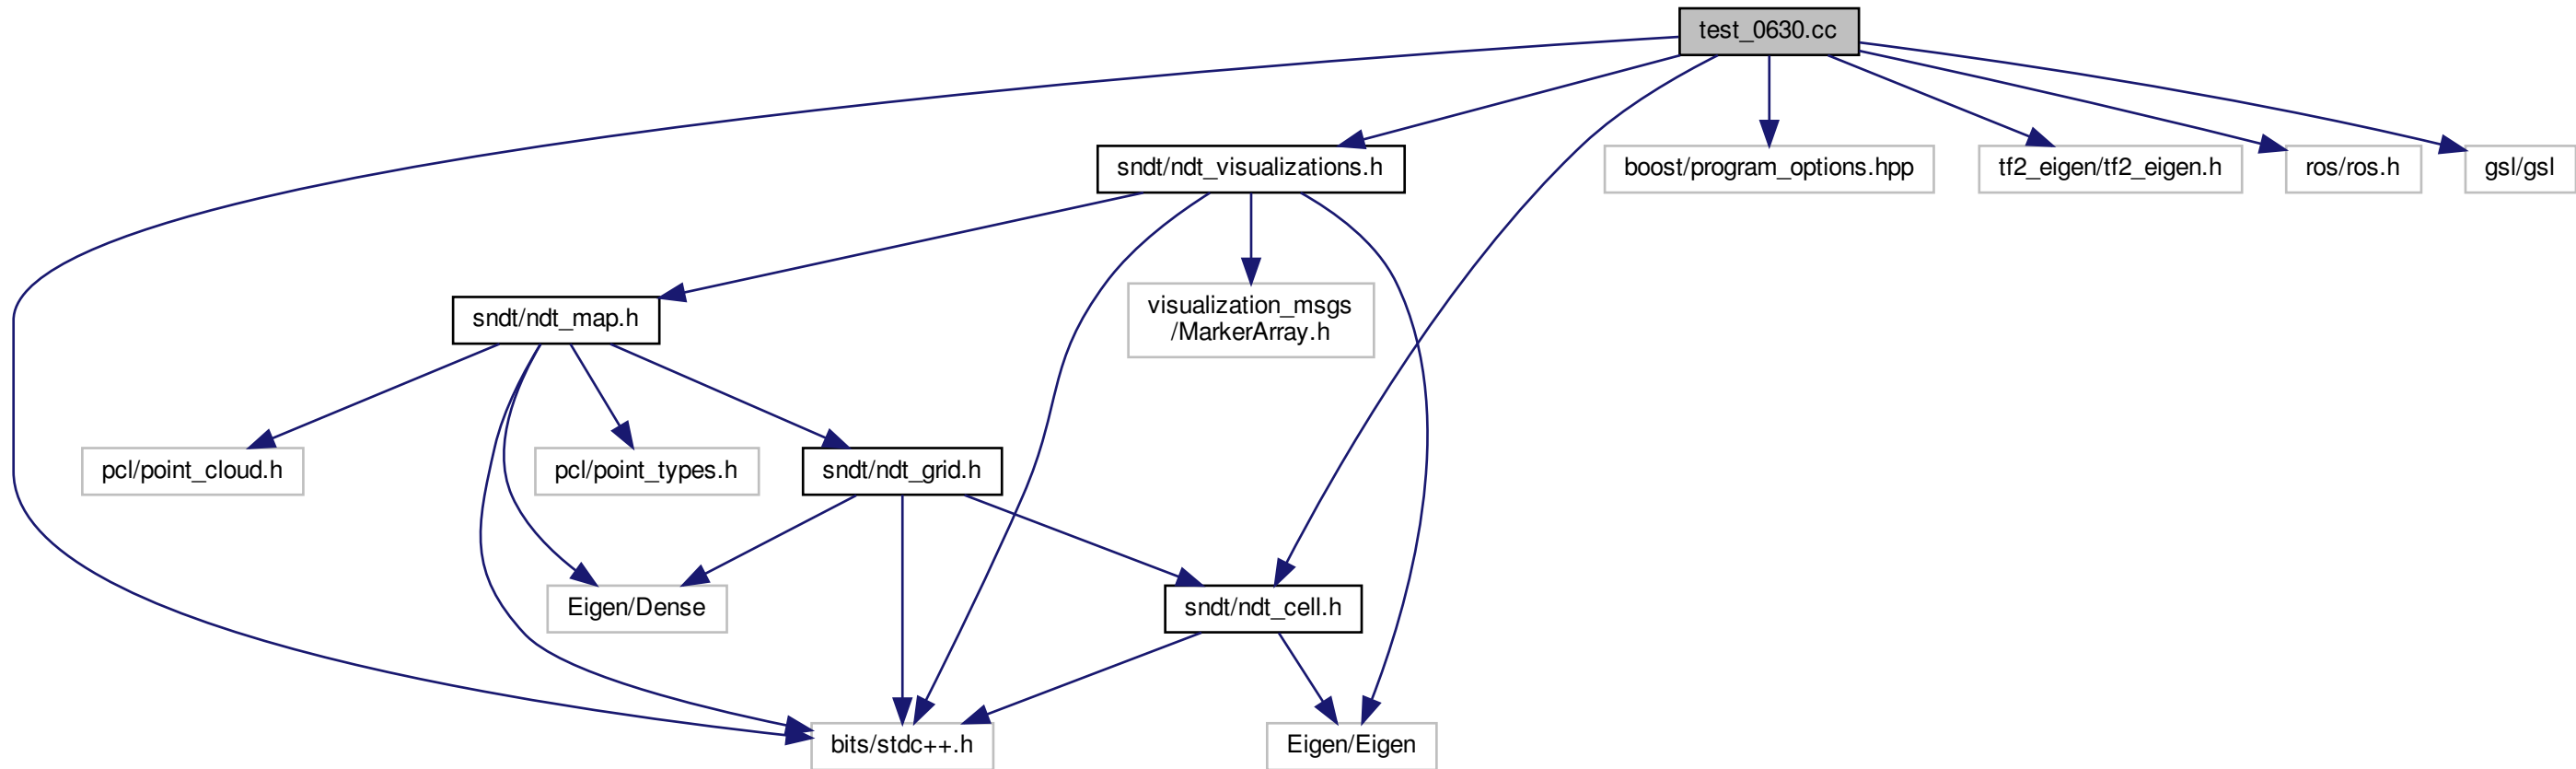 test_0630.cc
sndt/ndt_visualizations.h
boost/program_options.hpp
tf2_eigen/tf2_eigen.h
ros/ros.h
gsl/gsl
sndt/ndt_map.h
visualization_msgs
/MarkerArray.h
pcl/point_cloud.h
pcl/point_types.h
sndt/ndt_grid.h
Eigen/Dense
sndt/ndt_cell.h
bits/stdc++.h
Eigen/Eigen